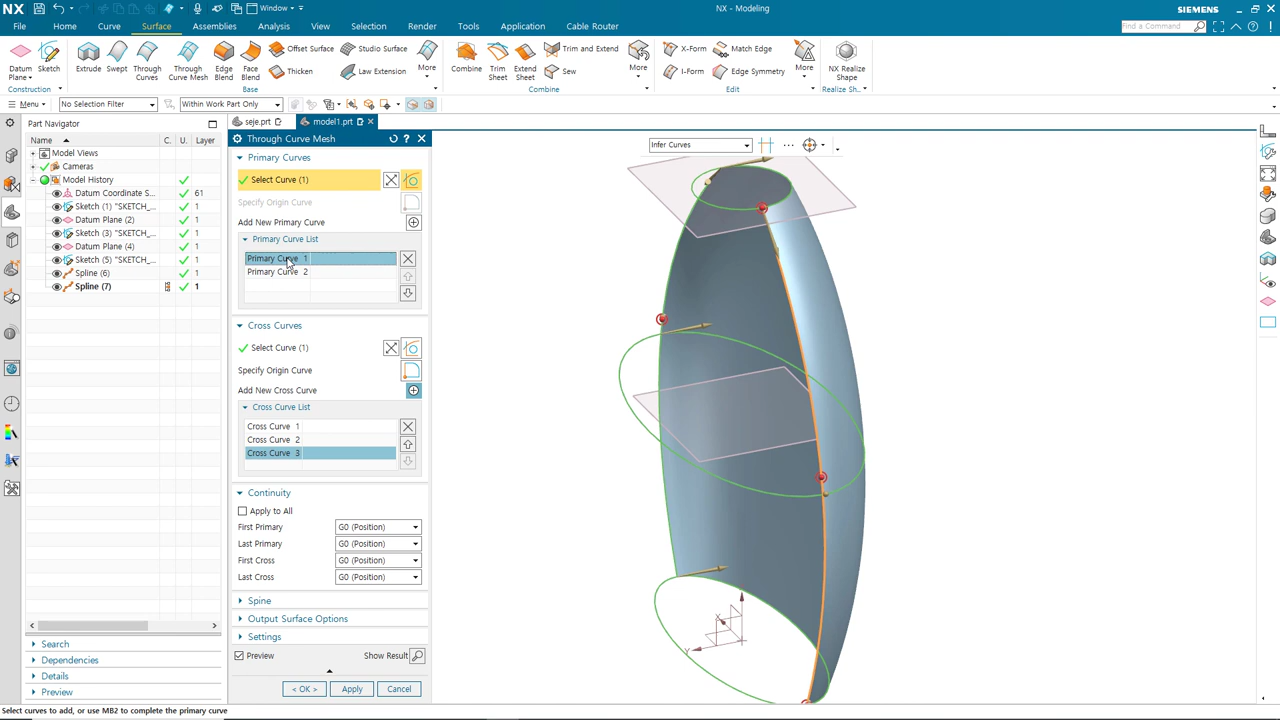 NX
Window
NX - Modeling
SIEMENS
File Home Curve Surface Assemblies Analysis View Selection Render Tools Application Cable Router
Find a Command
Datum Plane
Sketch
Extrude
Swept
Through Curves
Through Curve Mesh
Edge Blend
Face Blend
Offset Surface
Thicken
Studio Surface
Law Extension
More
Combine
Trim Sheet
Extend Sheet
Trim and Extend
Sew
More
X-Form
I-Form
Match Edge
Edge Symmetry
More
NX Realize Shape
Construction
Base
Combine
Edit
Realize Sh...
Menu
No Selection Filter
Within Work Part Only
Part Navigator
seje.prt
model1.prt
Name C. U. Layer
Model Views
Cameras
Model History
Datum Coordinate S... 61
Sketch (1) "SKETCH_... 1
Datum Plane (2) 1
Sketch (3) "SKETCH_... 1
Datum Plane (4) 1
Sketch (5) "SKETCH_... 1
Spline (6) 1
Spline (7) 1
Search
Dependencies
Details
Preview
Through Curve Mesh
Primary Curves
Select Curve (1)
Specify Origin Curve
Add New Primary Curve
Primary Curve List
Primary Curve 1
Primary Curve 2
Cross Curves
Select Curve (1)
Specify Origin Curve
Add New Cross Curve
Cross Curve List
Cross Curve 1
Cross Curve 2
Cross Curve 3
Continuity
Apply to All
First Primary G0 (Position)
Last Primary G0 (Position)
First Cross G0 (Position)
Last Cross G0 (Position)
Spine
Output Surface Options
Settings
Preview Show Result
< OK > Apply Cancel
Infer Curves
X
Y
Select curves to add, or use MB2 to complete the primary curve